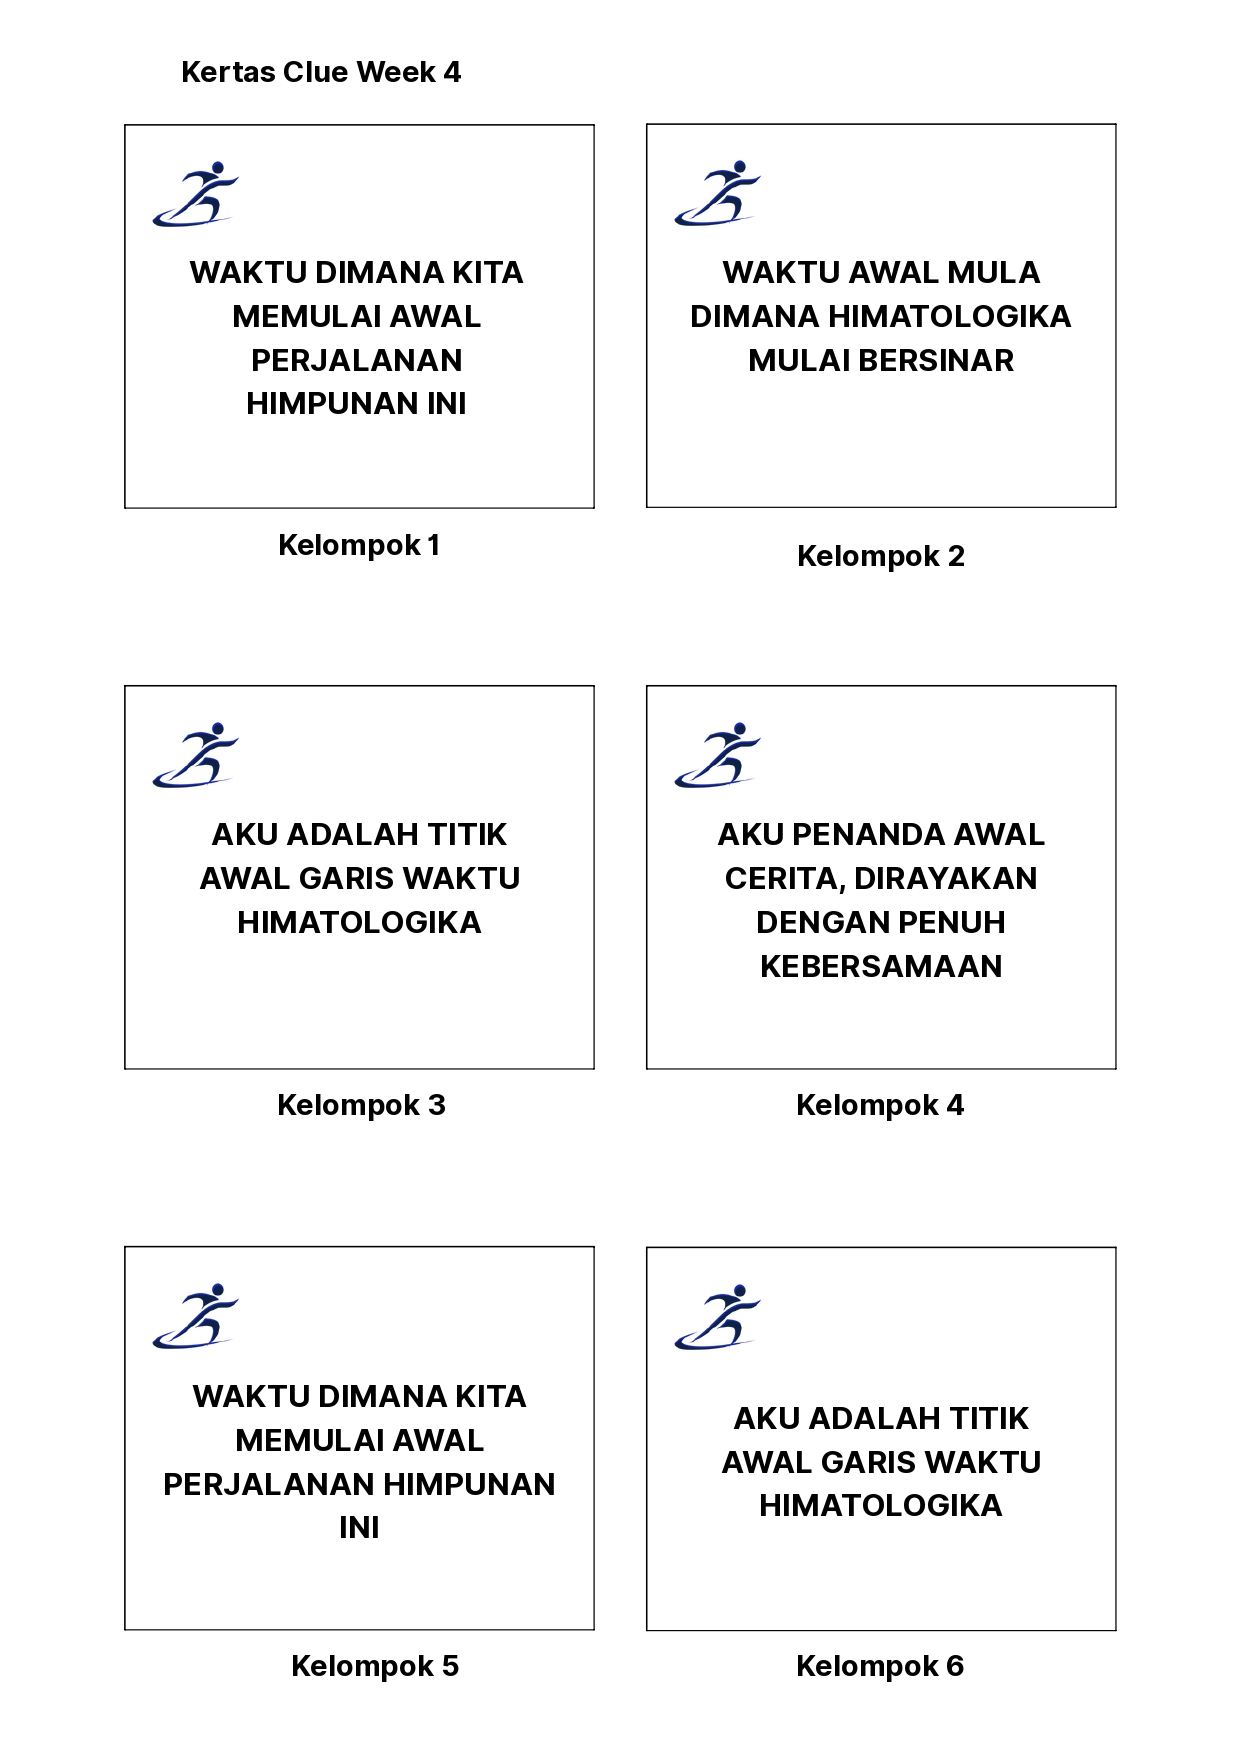 Kertas Clue Week 4
WAKTU DIMANA KITA
MEMULAI AWAL
PERJALANAN
HIMPUNAN INI
Kelompok 1
WAKTU AWAL MULA
DIMANA HIMATOLOGIKA
MULAI BERSINAR
Kelompok 2
AKU ADALAH TITIK
AWAL GARIS WAKTU
HIMATOLOGIKA
Kelompok 3
AKU PENANDA AWAL
CERITA, DIRAYAKAN
DENGAN PENUH
KEBERSAMAAN
Kelompok 4
WAKTU DIMANA KITA
MEMULAI AWAL
PERJALANAN HIMPUNAN
INI
Kelompok 5
AKU ADALAH TITIK
AWAL GARIS WAKTU
HIMATOLOGIKA
Kelompok 6